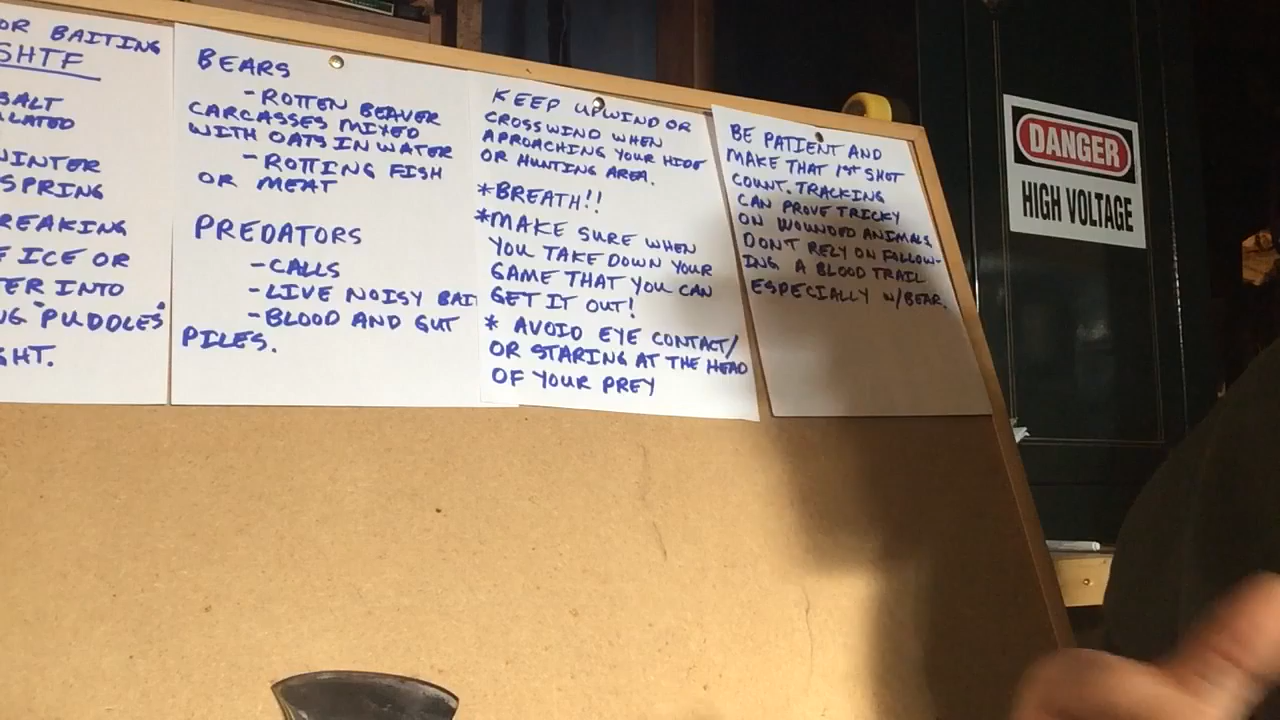 OR BAITING
SHTF
SALT
LATED
WINTER
SPRING
REAKING
ICE OR
TER INTO
"PUDDLES"
GHT.
BEARS
-ROTTEN BEAVER
CARCASSES MIXED
WITH OATS IN WATER
-ROTTING FISH
OR MEAT
PREDATORS
-CALLS
-LIVE NOISY BAI
-BLOOD AND GUT
PILES.
KEEP UPWIND OR
CROSSWIND WHEN
APROACHING YOUR HIDE
OR HUNTING AREA.
*BREATH!!
*MAKE SURE WHEN
YOU TAKE DOWN YOUR
GAME THAT YOU CAN
GET IT OUT!
* AVOID EYE CONTACT/
OR STARING AT THE HEAD
OF YOUR PREY
BE PATIENT AND
MAKE THAT 1ST SHOT
COUNT. TRACKING
CAN PROVE TRICKY
ON WOUNDED ANIMALS.
DON'T RELY ON FOLLOW-
ING A BLOOD TRAIL
ESPECIALLY W/BEAR.
DANGER
HIGH VOLTAGE